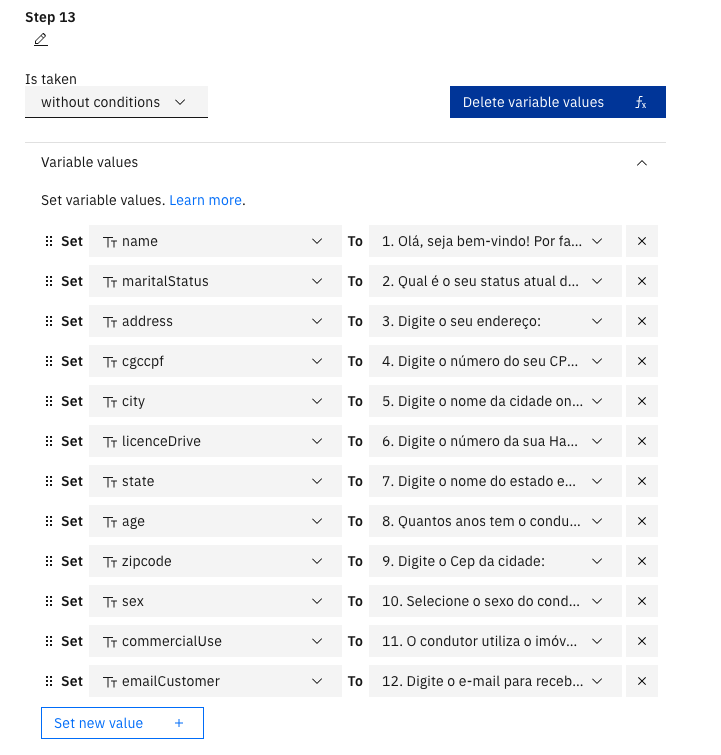 Step 13
Is taken
without conditions
Delete variable values
Variable values
Set variable values. Learn more.
Set name To 1. Olá, seja bem-vindo! Por fa...
Set maritalStatus To 2. Qual é o seu status atual d...
Set address To 3. Digite o seu endereço:
Set cgccpf To 4. Digite o número do seu CP...
Set city To 5. Digite o nome da cidade on...
Set licenceDrive To 6. Digite o número da sua Ha...
Set state To 7. Digite o nome do estado e...
Set age To 8. Quantos anos tem o condu...
Set zipcode To 9. Digite o Cep da cidade:
Set sex To 10. Selecione o sexo do cond...
Set commercialUse To 11. O condutor utiliza o imóv...
Set emailCustomer To 12. Digite o e-mail para receb...
Set new value +